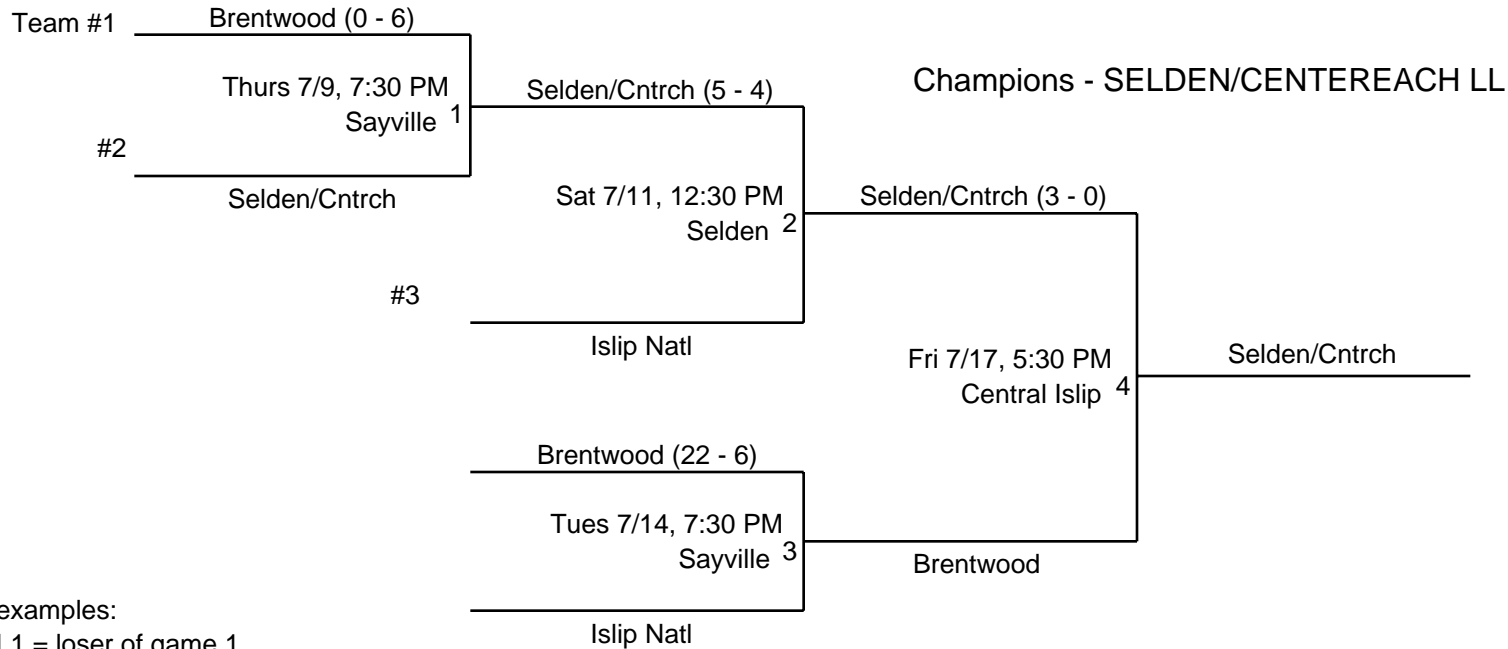 Team #1
Brentwood (0 - 6)
Thurs 7/9, 7:30 PM
Sayville 1
#2
Selden/Cntrch
Selden/Cntrch (5 - 4)
Champions - SELDEN/CENTEREACH LL
Sat 7/11, 12:30 PM
Selden 2
#3
Islip Natl
Selden/Cntrch (3 - 0)
Fri 7/17, 5:30 PM
Central Islip 4
Selden/Cntrch
Brentwood (22 - 6)
Tues 7/14, 7:30 PM
Sayville 3
Brentwood
Islip Natl
examples:
1 = loser of game 1